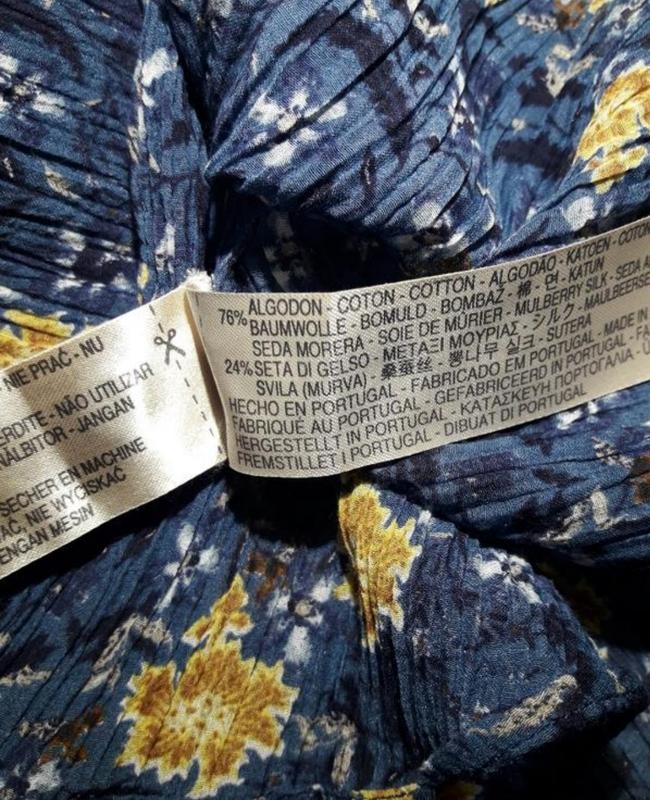 NIE PRAĆ - NU
ERDITE - NÃO UTILIZAR
NÄLBITOR - JANGAN
SECHER EN MACHINE
AĆ, NIE WYCISKAĆ
ENGAN MESIN
76% ALGODON - COTON - COTTON - ALGODÃO - KATOEN - COTON
BAUMWOLLE - BOMULD - BOMBAŽ - 棉 - 면 - KATUN
SEDA MORERA - SOIE DE MÛRIER - MULBERRY SILK - SEDA A
24% SETA DI GELSO - ΜΕΤΑΞΙ ΜΟΥΡΙΑΣ - シルク - MAULBEERSE
SVILA (MURVA) - 桑蚕丝 - 뽕나무 실크 - SUTERA
HECHO EN PORTUGAL - FABRICADO EM PORTUGAL - MADE IN
FABRIQUÉ AU PORTUGAL - GEFABRICEERD IN PORTUGAL - FA
HERGESTELLT IN PORTUGAL - ΚΑΤΑΣΚΕΥΗ ΠΟΡΤΟΓΑΛΙΑ -
FREMSTILLET I PORTUGAL - DIBUAT DI PORTUGAL